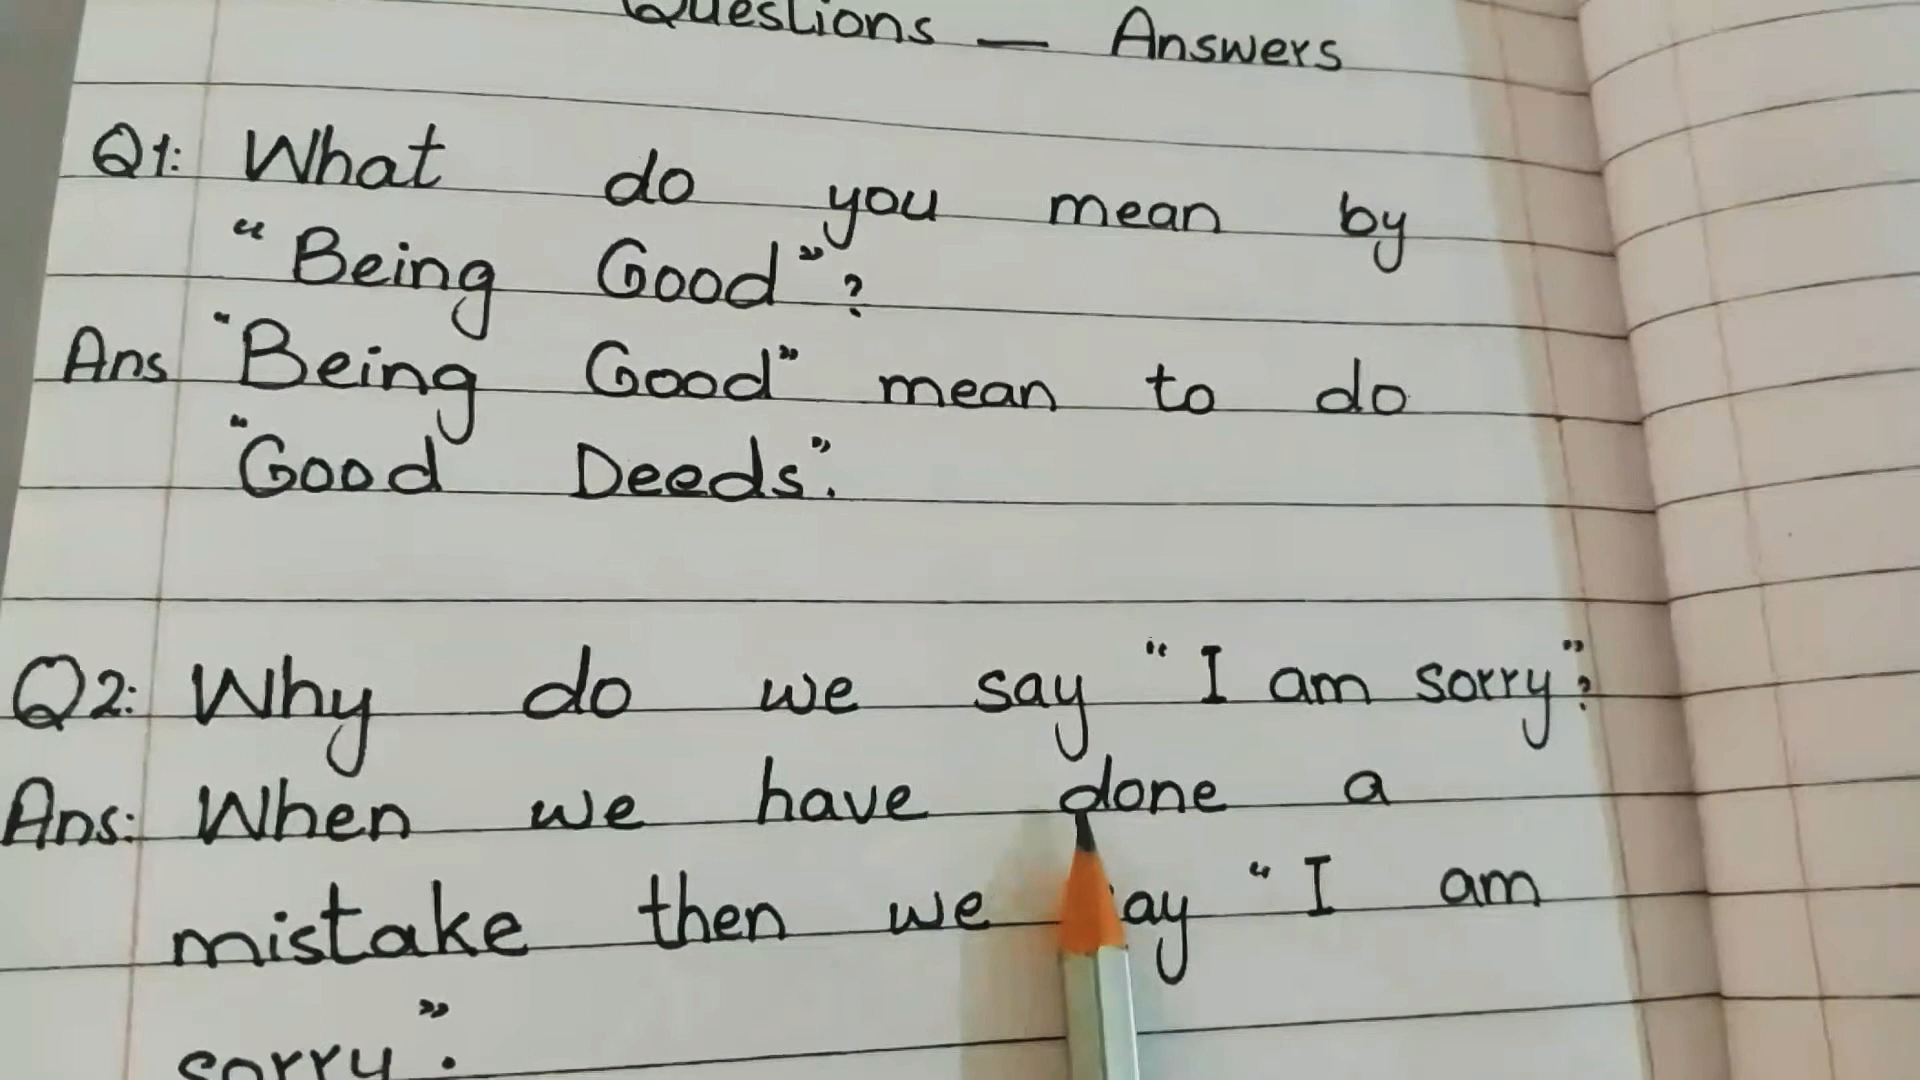 Questions — Answers
Q1: What do you mean by
"Being Good"?
Ans "Being Good" mean to do
"Good Deeds".
Q2: Why do we say "I am sorry"?
Ans: When we have done a
mistake then we say "I am
sorry".